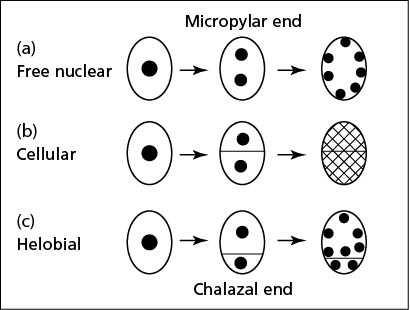 Micropylar end
(a)
Free nuclear
(b)
Cellular
(c)
Helobial
Chalazal end